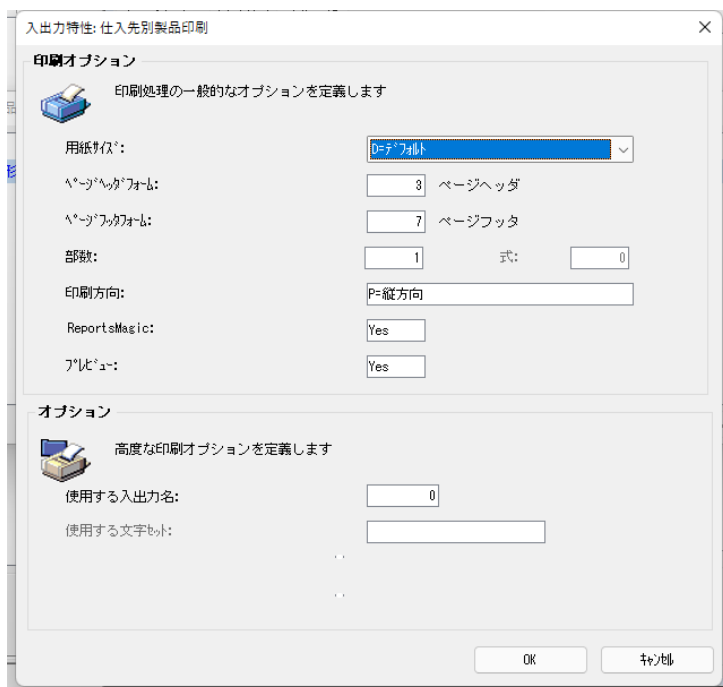 入出力特性: 仕入先別製品印刷
印刷オプション
印刷処理の一般的なオプションを定義します
用紙ｻｲｽﾞ:
D=ﾃﾞﾌｫﾙﾄ
ﾍﾟｰｼﾞﾍｯﾀﾞﾌｫｰﾑ:
3 ページヘッダ
ﾍﾟｰｼﾞﾌｯﾀﾌｫｰﾑ:
7 ページフッタ
部数:
1 式: 0
印刷方向:
P=縦方向
ReportsMagic:
Yes
ﾌﾟﾚﾋﾞｭｰ:
Yes
オプション
高度な印刷オプションを定義します
使用する入出力名:
0
使用する文字ｾｯﾄ:
OK ｷｬﾝｾﾙ